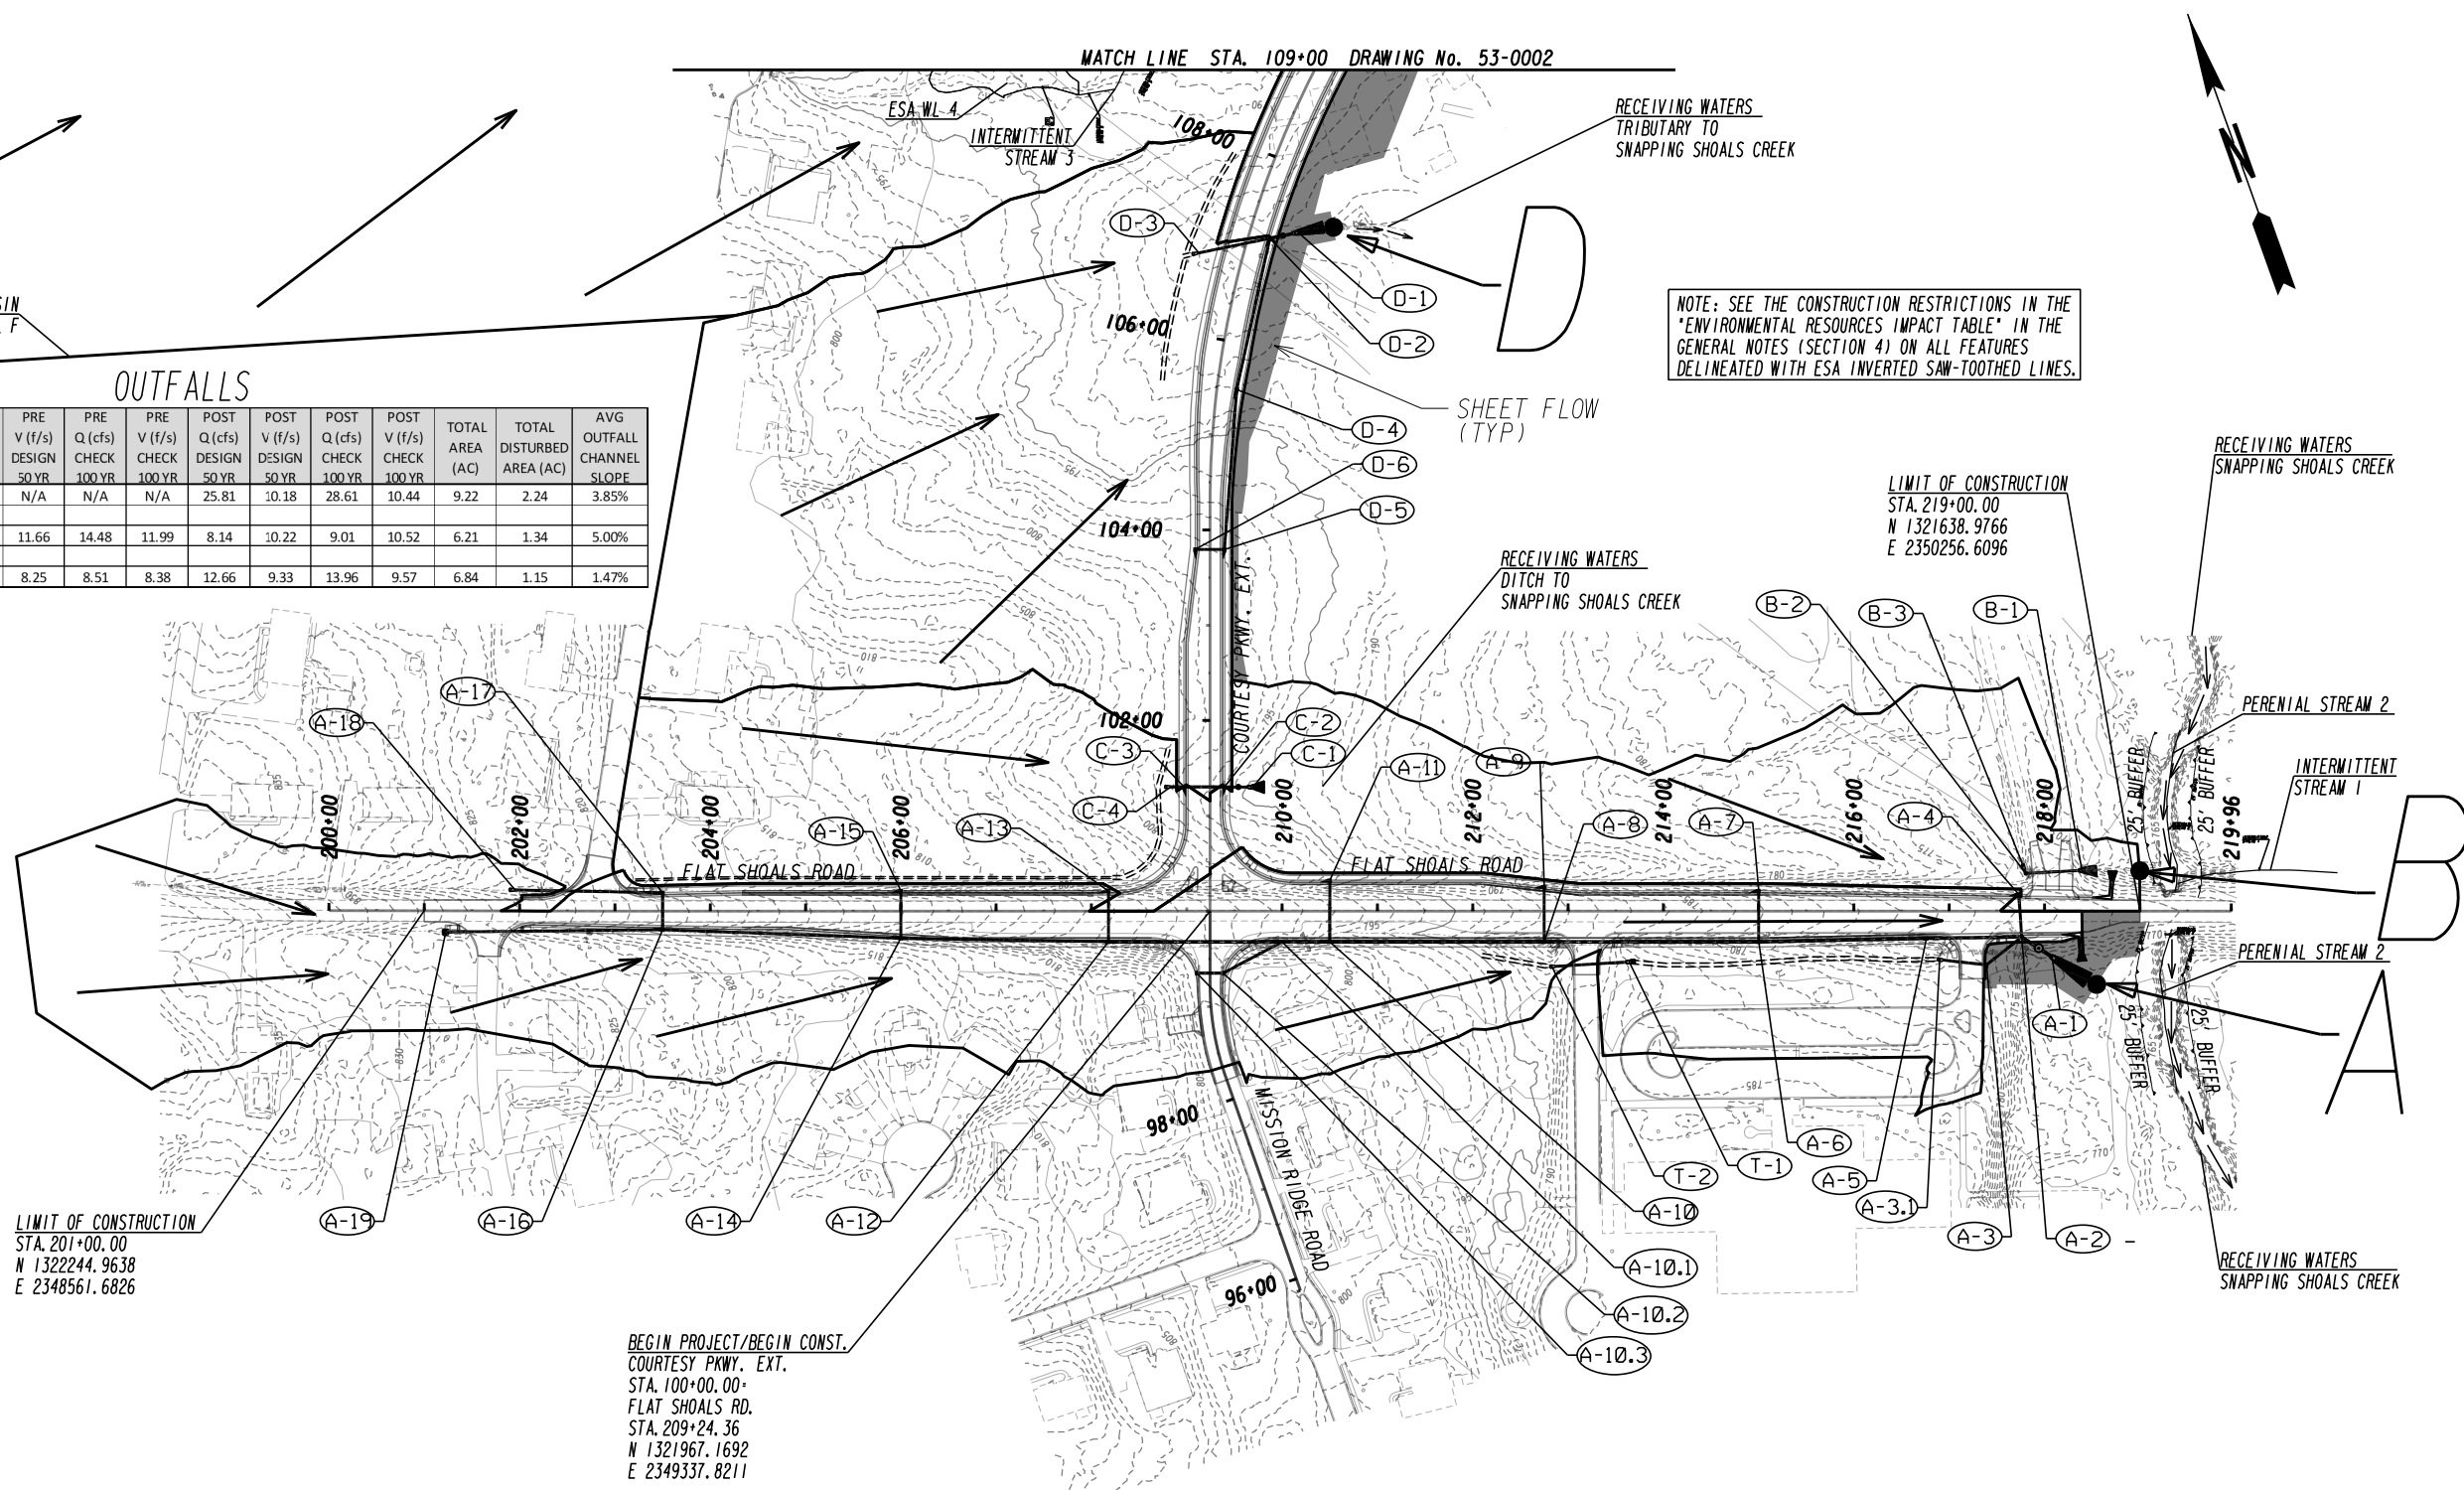 MATCH LINE STA. 109+00 DRAWING No. 53-0002
ESA WL 4
INTERMITTENT
STREAM 3
108+00
RECEIVING WATERS
TRIBUTARY TO
SNAPPING SHOALS CREEK
D-3
D
D-1
D-2
106+00
NOTE: SEE THE CONSTRUCTION RESTRICTIONS IN THE
"ENVIRONMENTAL RESOURCES IMPACT TABLE" IN THE
GENERAL NOTES (SECTION 4) ON ALL FEATURES
DELINEATED WITH ESA INVERTED SAW-TOOTHED LINES.
SHEET FLOW
(TYP)
F
OUTFALLS
PRE V (f/s) DESIGN 50 YR
PRE Q (cfs) CHECK 100 YR
PRE V (f/s) CHECK 100 YR
POST Q (cfs) DESIGN 50 YR
POST V (f/s) DESIGN 50 YR
POST Q (cfs) CHECK 100 YR
POST V (f/s) CHECK 100 YR
TOTAL AREA (AC)
TOTAL DISTURBED AREA (AC)
AVG OUTFALL CHANNEL SLOPE
N/A N/A N/A 25.81 10.18 28.61 10.44 9.22 2.24 3.85%
11.66 14.48 11.99 8.14 10.22 9.01 10.52 6.21 1.34 5.00%
8.25 8.51 8.38 12.66 9.33 13.96 9.57 6.84 1.15 1.47%
D-4
D-6
D-5
104+00
COURTESY PKWY. EXT.
RECEIVING WATERS
DITCH TO
SNAPPING SHOALS CREEK
LIMIT OF CONSTRUCTION
STA. 219+00.00
N 1321638.9766
E 2350256.6096
RECEIVING WATERS
SNAPPING SHOALS CREEK
B-2
B-3
B-1
PERENIAL STREAM 2
INTERMITTENT
STREAM 1
A-17
A-18
102+00
C-2
C-3
C-1
C-4
A-11
A-9
A-15
A-13
A-8
A-7
A-4
200+00
202+00
204+00
206+00
210+00
212+00
214+00
216+00
218+00
219+96
25' BUFFER
25' BUFFER
FLAT SHOALS ROAD
FLAT SHOALS ROAD
B
PERENIAL STREAM 2
A
A-1
25' BUFFER
25' BUFFER
MISSION RIDGE ROAD
98+00
96+00
A-6
T-1
T-2
A-5
A-3.1
A-3
A-2
A-10
A-10.1
A-10.2
A-10.3
A-19
A-16
A-14
A-12
LIMIT OF CONSTRUCTION
STA. 201+00.00
N 1322244.9638
E 2348561.6826
BEGIN PROJECT/BEGIN CONST.
COURTESY PKWY. EXT.
STA. 100+00.00=
FLAT SHOALS RD.
STA. 209+24.36
N 1321967.1692
E 2349337.8211
RECEIVING WATERS
SNAPPING SHOALS CREEK